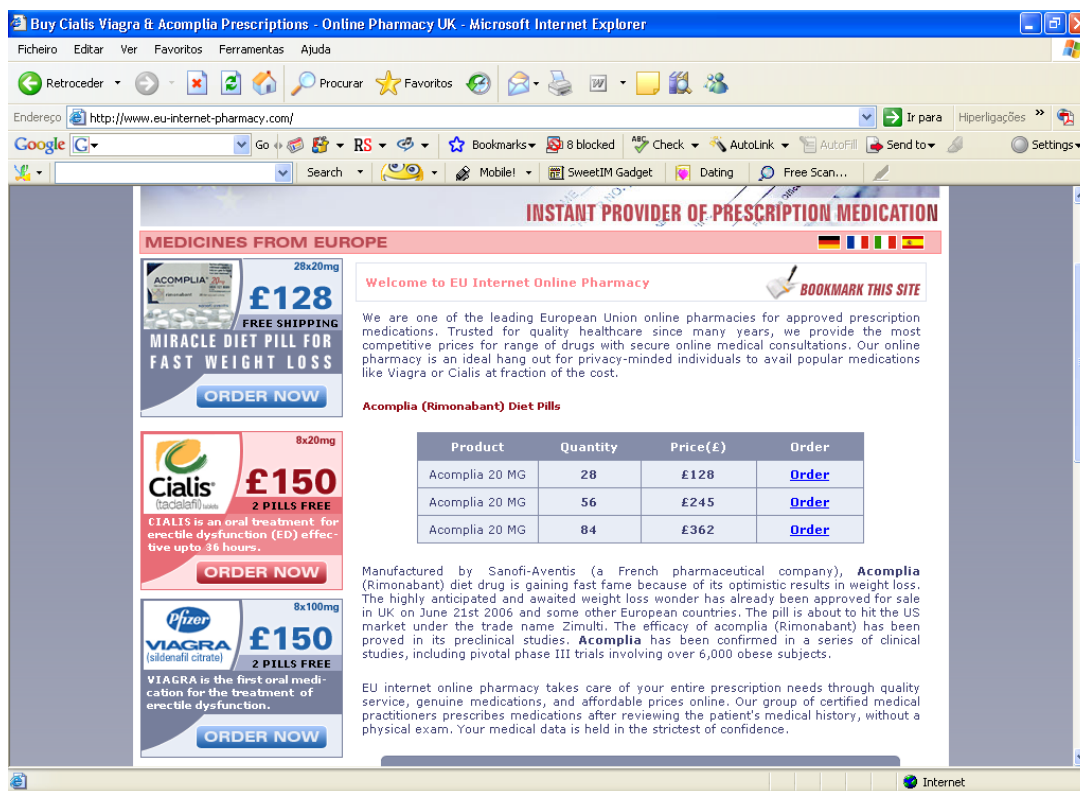 Buy Cialis Viagra & Acomplia Prescriptions - Online Pharmacy UK - Microsoft Internet Explorer
Ficheiro Editar Ver Favoritos Ferramentas Ajuda
Retroceder Procurar Favoritos
Endereço http://www.eu-internet-pharmacy.com/ Ir para Hiperligações »
Google G Go RS Bookmarks 8 blocked Check AutoLink AutoFill Send to Settings
Search Mobile! SweetIM Gadget Dating Free Scan...
INSTANT PROVIDER OF PRESCRIPTION MEDICATION
MEDICINES FROM EUROPE
28x20mg
ACOMPLIA
£128
FREE SHIPPING
MIRACLE DIET PILL FOR
FAST WEIGHT LOSS
ORDER NOW
8x20mg
Cialis
(tadalafil) tablets
£150
2 PILLS FREE
CIALIS is an oral treatment for
erectile dysfunction (ED) effec-
tive upto 36 hours.
ORDER NOW
8x100mg
Pfizer
VIAGRA
(sildenafil citrate)
£150
2 PILLS FREE
VIAGRA is the first oral medi-
cation for the treatment of
erectile dysfunction.
ORDER NOW
Welcome to EU Internet Online Pharmacy
BOOKMARK THIS SITE
We are one of the leading European Union online pharmacies for approved prescription
medications. Trusted for quality healthcare since many years, we provide the most
competitive prices for range of drugs with secure online medical consultations. Our online
pharmacy is an ideal hang out for privacy-minded individuals to avail popular medications
like Viagra or Cialis at fraction of the cost.
Acomplia (Rimonabant) Diet Pills
Product Quantity Price(£) Order
Acomplia 20 MG 28 £128 Order
Acomplia 20 MG 56 £245 Order
Acomplia 20 MG 84 £362 Order
Manufactured by Sanofi-Aventis (a French pharmaceutical company), Acomplia
(Rimonabant) diet drug is gaining fast fame because of its optimistic results in weight loss.
The highly anticipated and awaited weight loss wonder has already been approved for sale
in UK on June 21st 2006 and some other European countries. The pill is about to hit the US
market under the trade name Zimulti. The efficacy of acomplia (Rimonabant) has been
proved in its preclinical studies. Acomplia has been confirmed in a series of clinical
studies, including pivotal phase III trials involving over 6,000 obese subjects.
EU internet online pharmacy takes care of your entire prescription needs through quality
service, genuine medications, and affordable prices online. Our group of certified medical
practitioners prescribes medications after reviewing the patient's medical history, without a
physical exam. Your medical data is held in the strictest of confidence.
Internet